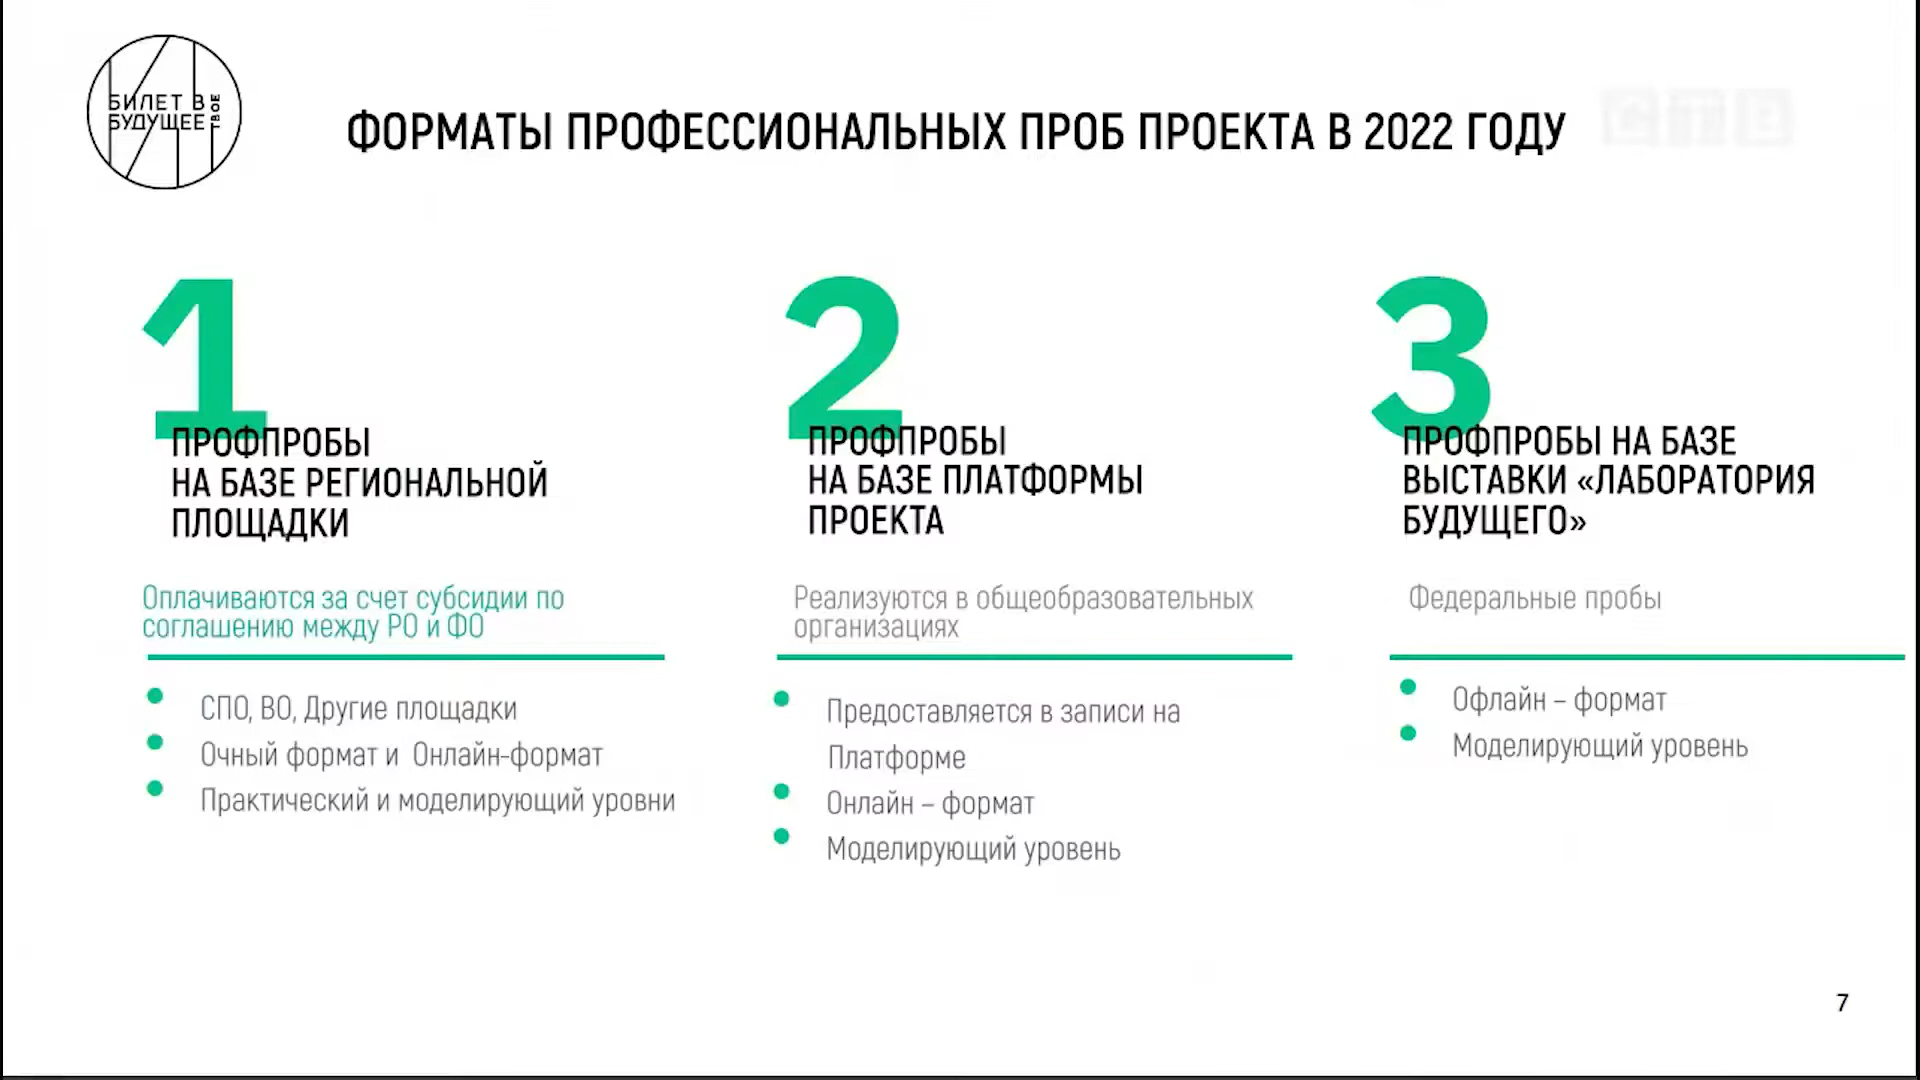 БИЛЕТ В
БУДУЩЕЕ
ТВОЕ
ФОРМАТЫ ПРОФЕССИОНАЛЬНЫХ ПРОБ ПРОЕКТА В 2022 ГОДУ
1
ПРОФПРОБЫ
НА БАЗЕ РЕГИОНАЛЬНОЙ
ПЛОЩАДКИ
Оплачиваются за счет субсидии по
соглашению между РО и ФО
СПО, ВО, Другие площадки
Очный формат и Онлайн-формат
Практический и моделирующий уровни
2
ПРОФПРОБЫ
НА БАЗЕ ПЛАТФОРМЫ
ПРОЕКТА
Реализуются в общеобразовательных
организациях
Предоставляется в записи на
Платформе
Онлайн – формат
Моделирующий уровень
3
ПРОФПРОБЫ НА БАЗЕ
ВЫСТАВКИ «ЛАБОРАТОРИЯ
БУДУЩЕГО»
Федеральные пробы
Офлайн – формат
Моделирующий уровень
7